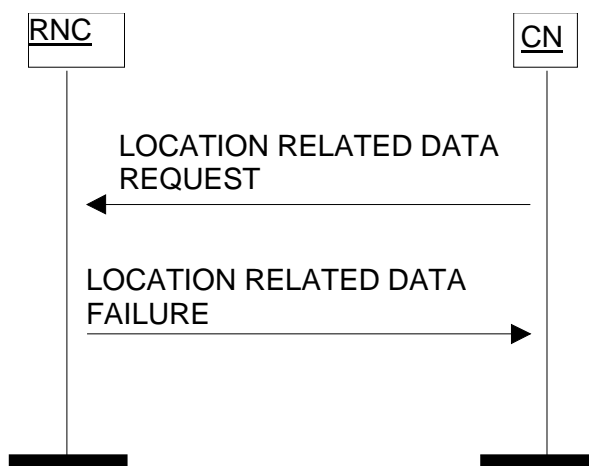 RNC
CN
LOCATION RELATED DATA
REQUEST
LOCATION RELATED DATA
FAILURE